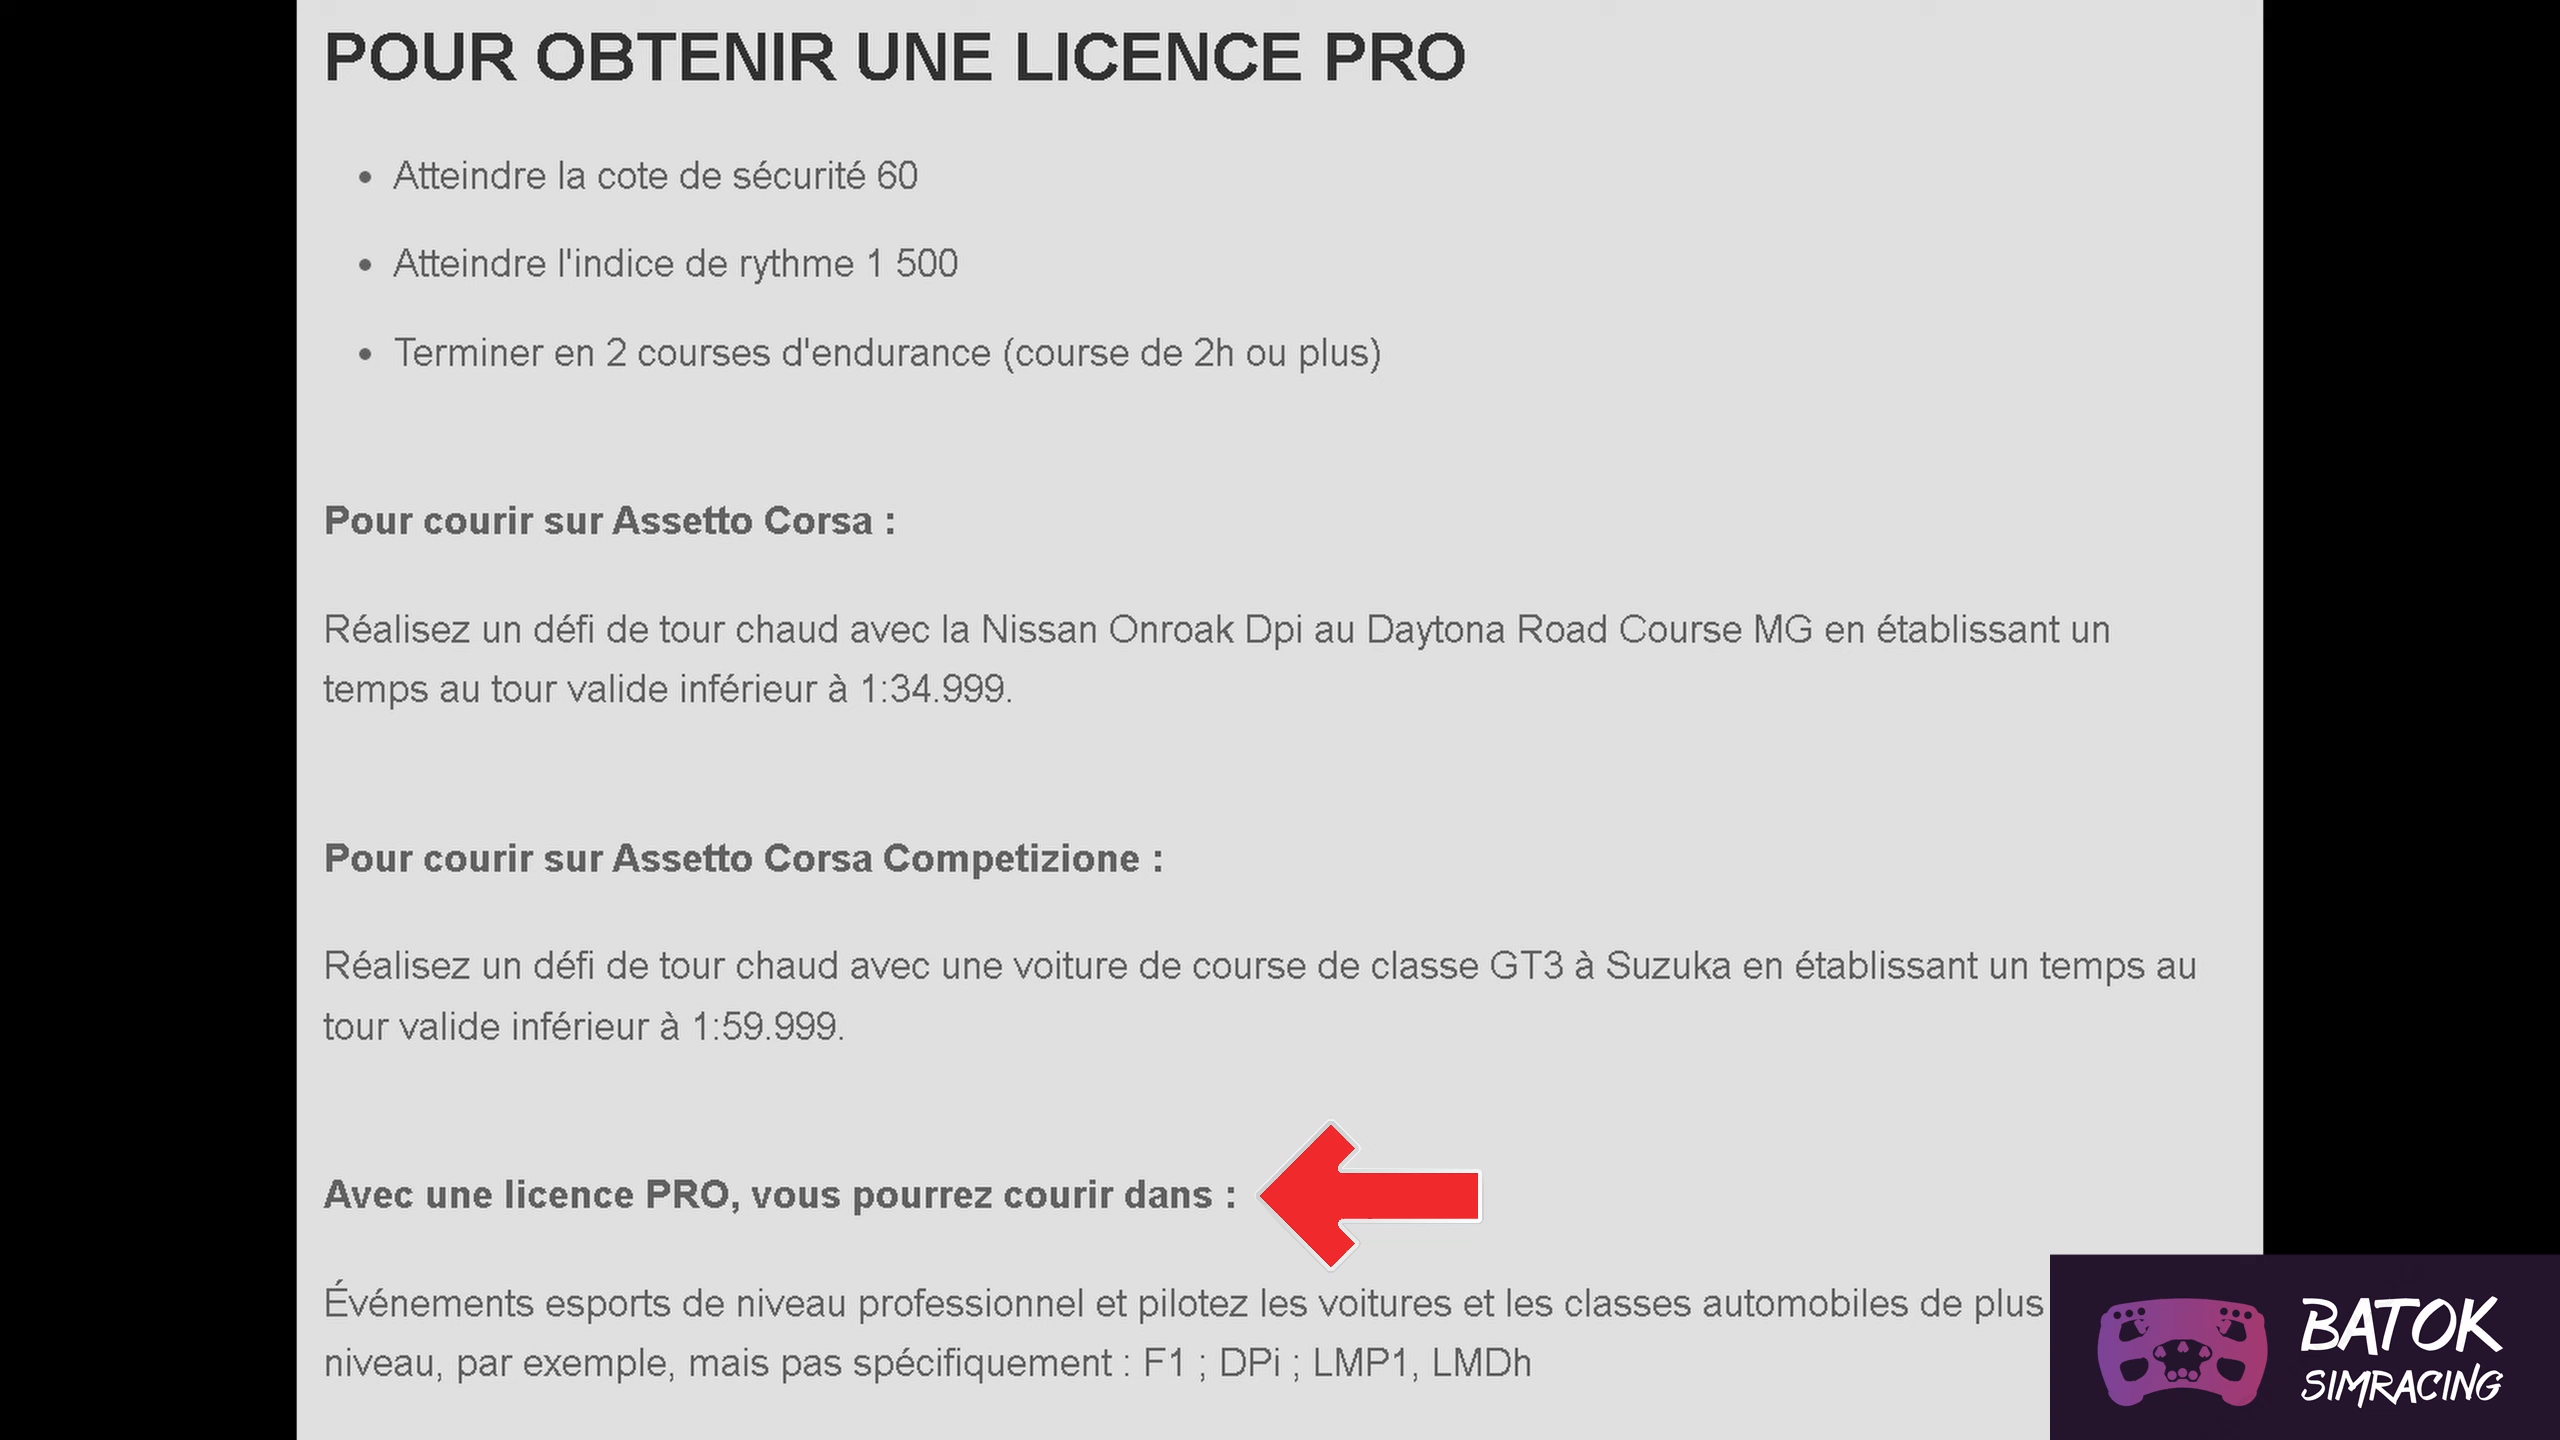 POUR OBTENIR UNE LICENCE PRO
• Atteindre la cote de sécurité 60
• Atteindre l'indice de rythme 1 500
• Terminer en 2 courses d'endurance (course de 2h ou plus)
Pour courir sur Assetto Corsa :
Réalisez un défi de tour chaud avec la Nissan Onroak Dpi au Daytona Road Course MG en établissant un
temps au tour valide inférieur à 1:34.999.
Pour courir sur Assetto Corsa Competizione :
Réalisez un défi de tour chaud avec une voiture de course de classe GT3 à Suzuka en établissant un temps au
tour valide inférieur à 1:59.999.
Avec une licence PRO, vous pourrez courir dans :
Événements esports de niveau professionnel et pilotez les voitures et les classes automobiles de plus
niveau, par exemple, mais pas spécifiquement : F1 ; DPi ; LMP1, LMDh
BATOK
SIMRACING